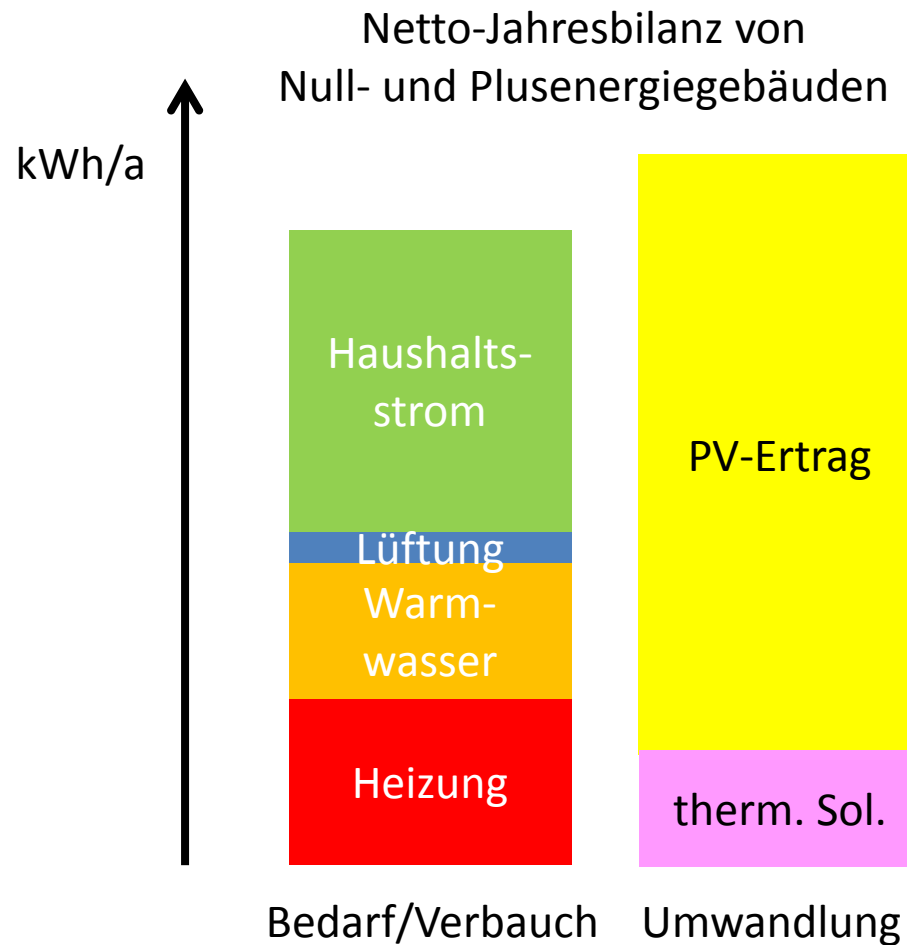 Netto-Jahresbilanz von
Null- und Plusenergiegebäuden
kWh/a
Haushalts-
strom
Lüftung
Warm-
wasser
Heizung
PV-Ertrag
therm. Sol.
Bedarf/Verbauch
Umwandlung